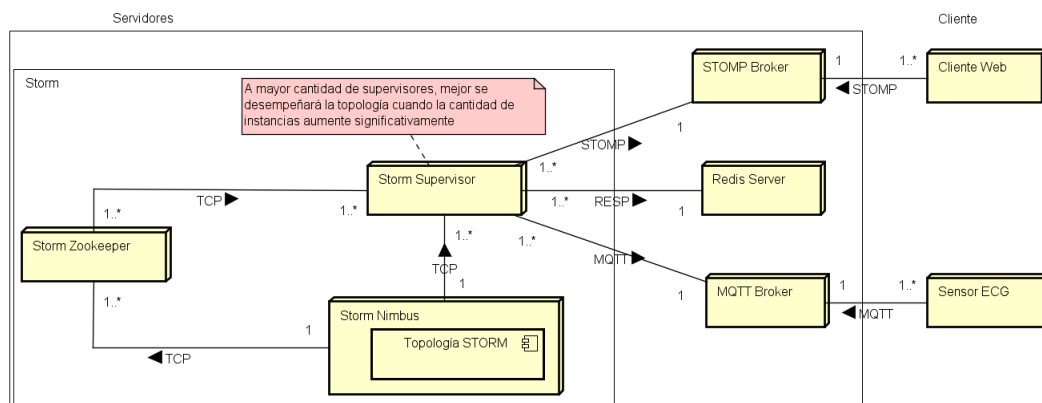 Servidores
Cliente
Storm
A mayor cantidad de supervisores, mejor se
desempeñará la topología cuando la cantidad de
instancias aumente significativamente
STOMP Broker
1
1..*
STOMP
Cliente Web
1
STOMP
1..*
Storm Supervisor
TCP
1..*
1..*
RESP
1
Redis Server
1..*
Storm Zookeeper
1..*
1..*
MQTT
TCP
1
1..*
1
MQTT Broker
1
1..*
MQTT
Sensor ECG
1
Storm Nimbus
Topología STORM
TCP